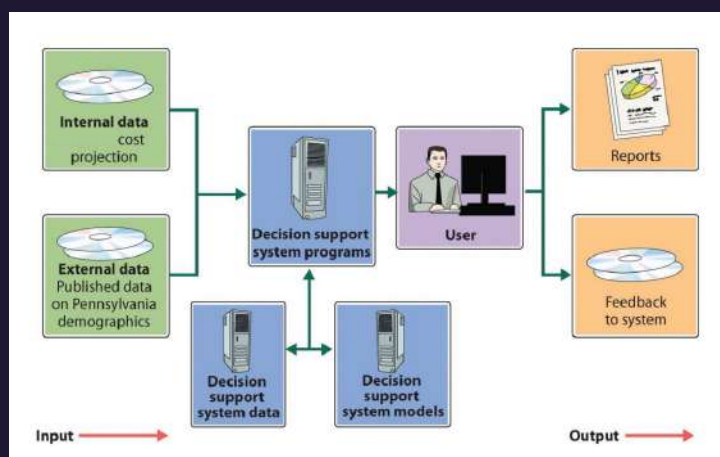 Internal data
cost
projection
External data
Published data
on Pennsylvania
demographics
Decision support
system programs
User
Reports
Feedback
to system
Decision
support
system data
Decision
support
system models
Input
Output